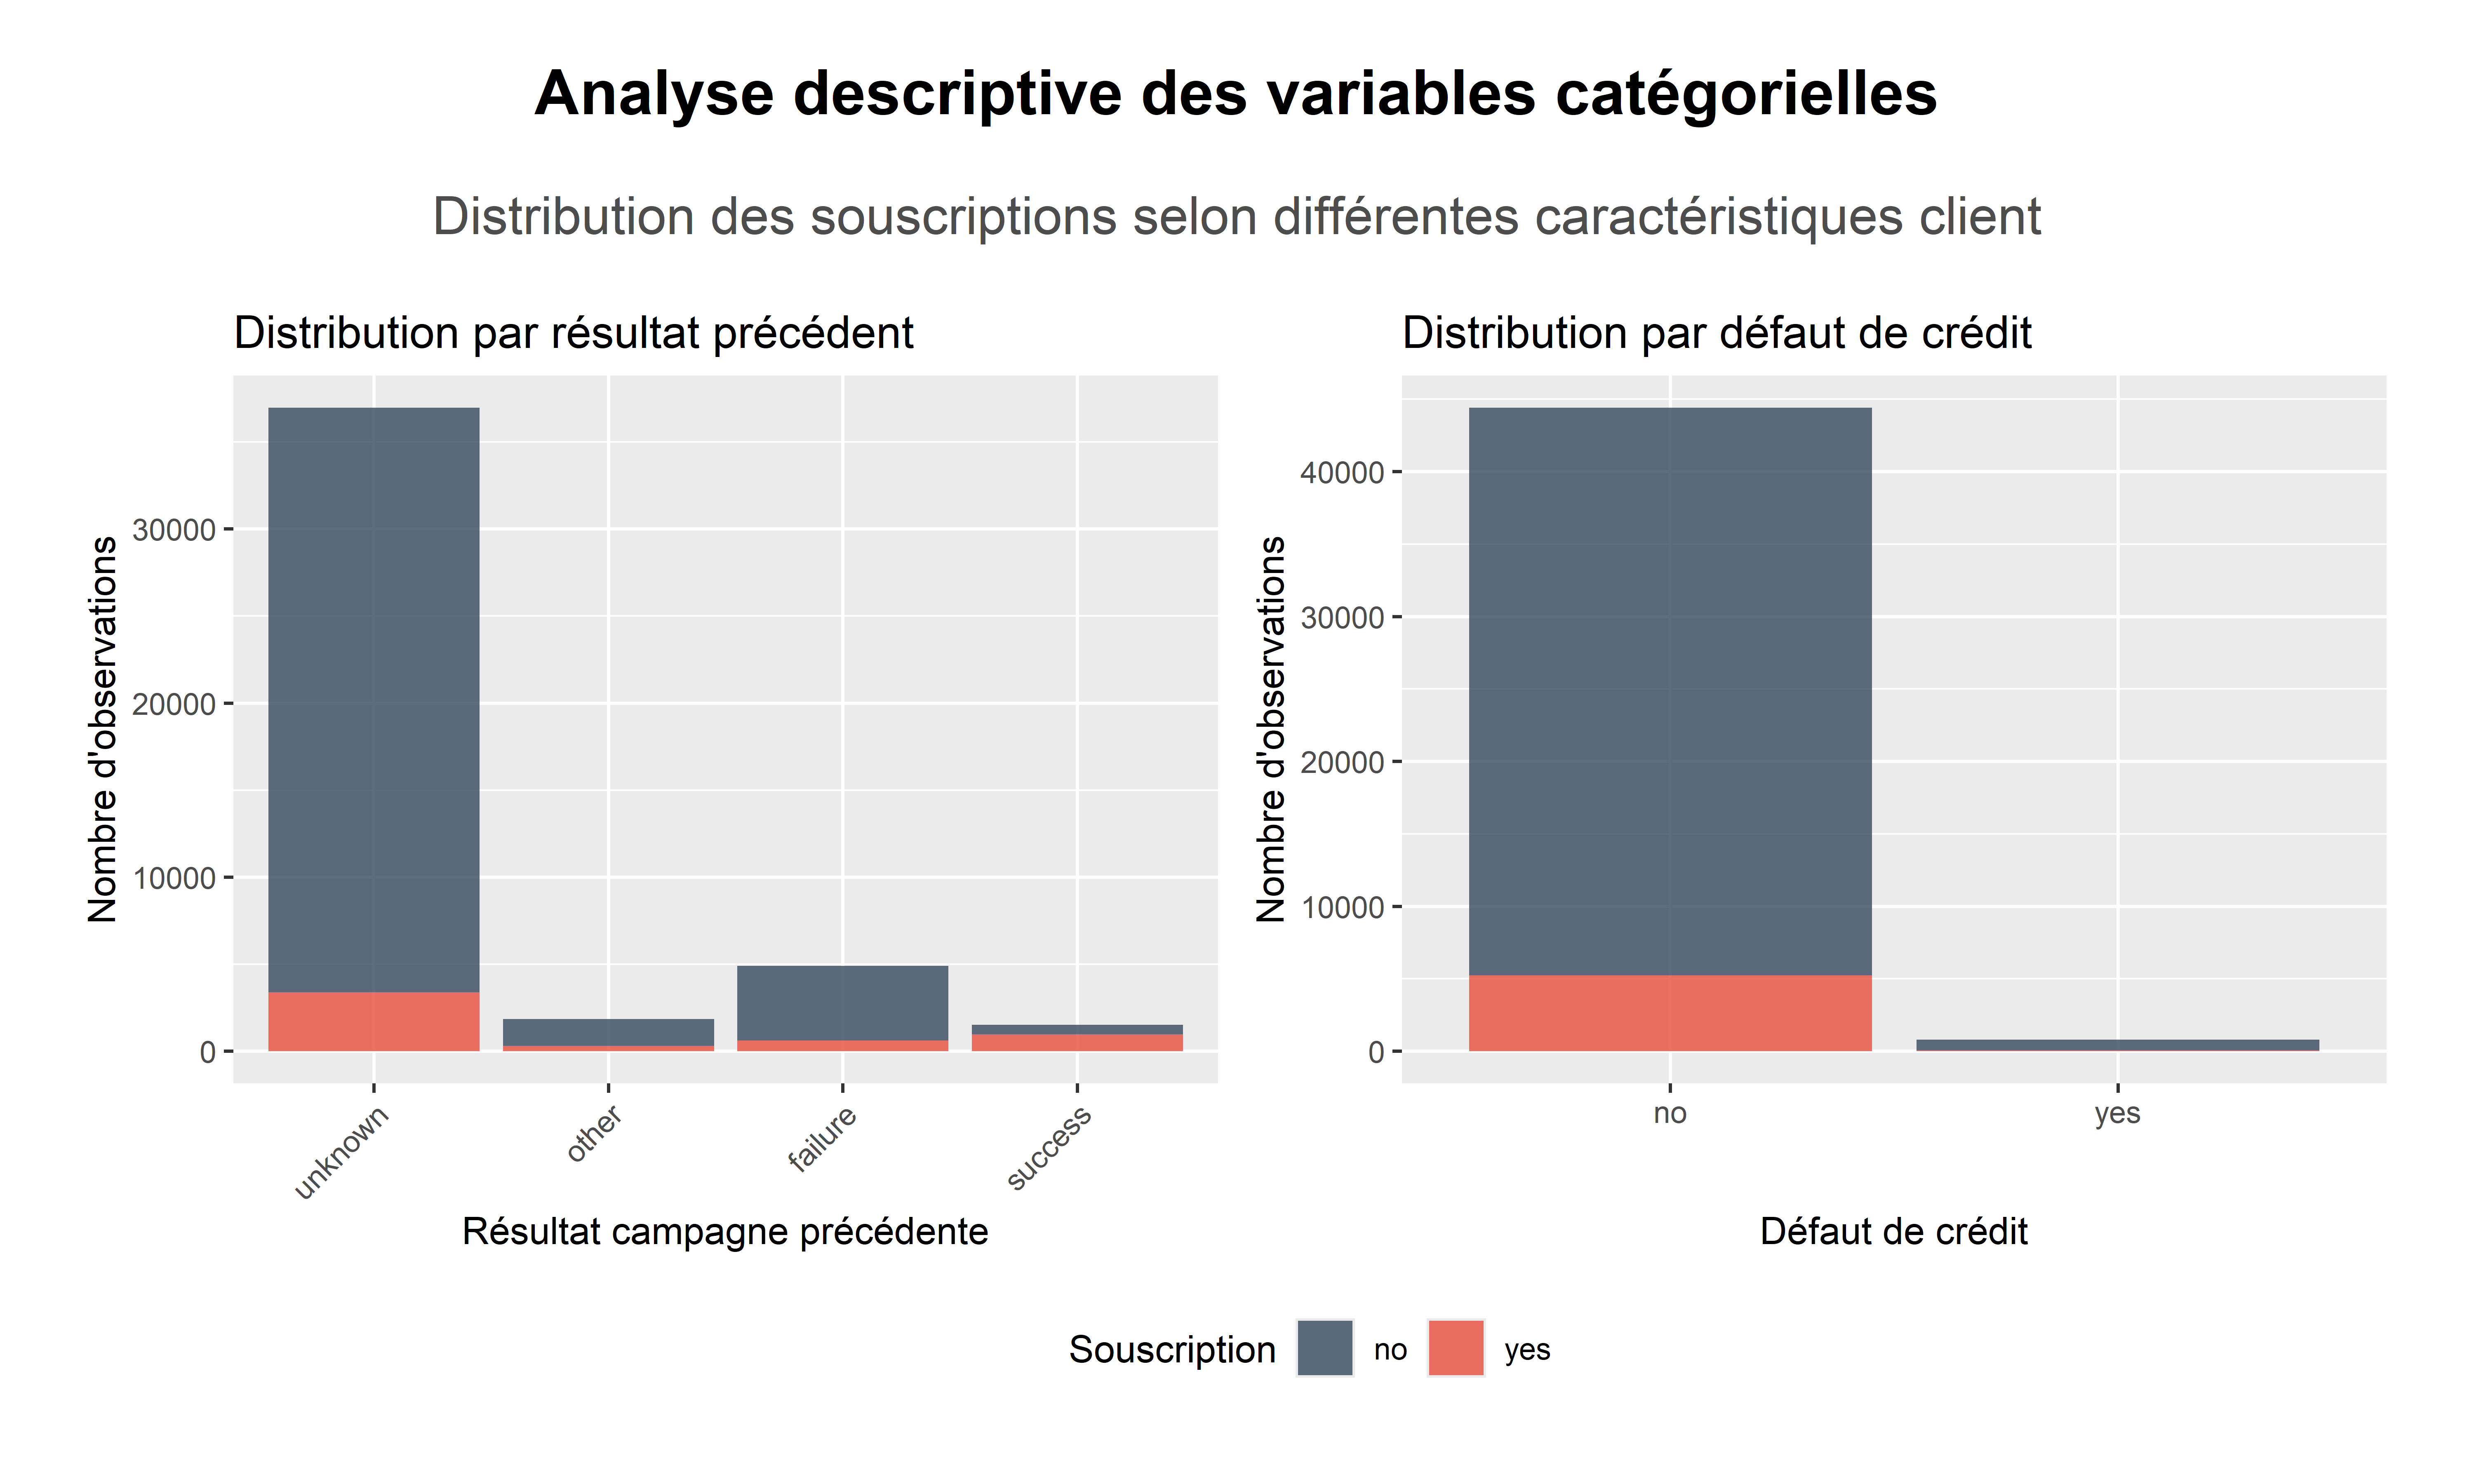 Analyse descriptive des variables catégorielles
Distribution des souscriptions selon différentes caractéristiques client
Distribution par résultat précédent
Nombre d'observations
30000
20000
10000
0
unknown
other
failure
success
Résultat campagne précédente
Distribution par défaut de crédit
Nombre d'observations
40000
30000
20000
10000
0
no
yes
Défaut de crédit
Souscription no yes